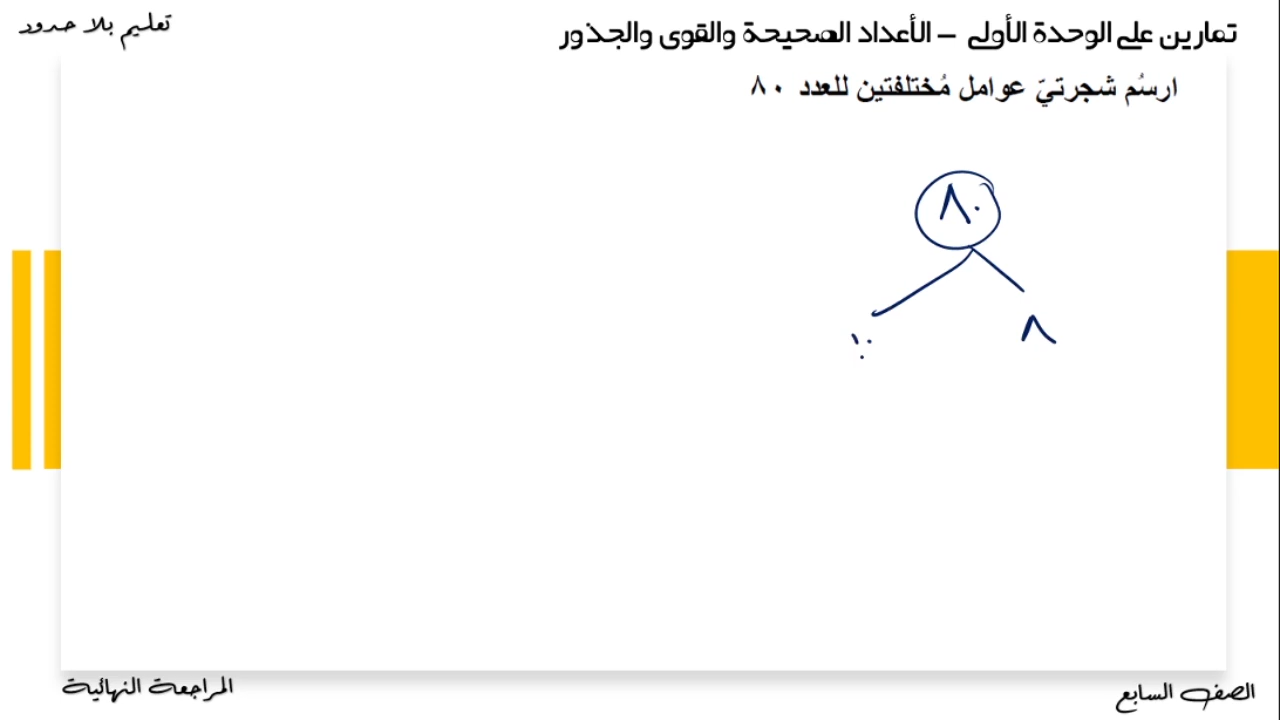 تعليم بلا حدود
تمارين على الوحدة الأولى – الأعداد الصحيحة والقوى والجذور
ارسُم شجرتيّ عوامل مُختلفتين للعدد ٨٠
٨٠
٨
١٠
الصف السابع
المراجعة النهائية